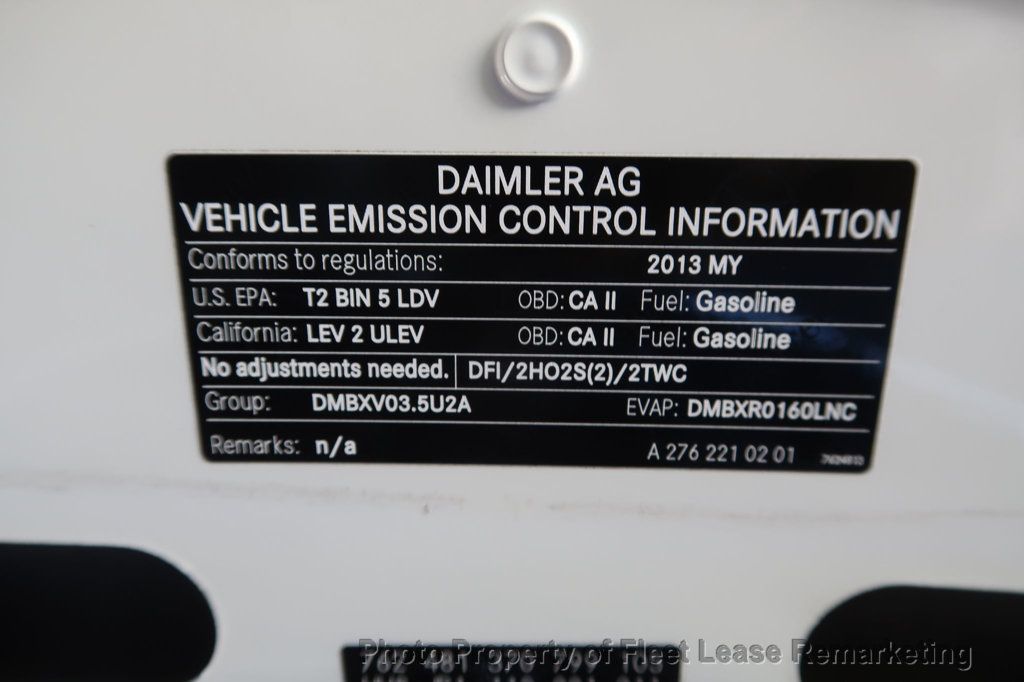 DAIMLER AG
VEHICLE EMISSION CONTROL INFORMATION
Conforms to regulations: 2013 MY
U.S. EPA: T2 BIN 5 LDV OBD: CA II Fuel: Gasoline
California: LEV 2 ULEV OBD: CA II Fuel: Gasoline
No adjustments needed. DFI/2HO2S(2)/2TWC
Group: DMBXV03.5U2A EVAP: DMBXR0160LNC
Remarks: n/a A 276 221 02 01
Photo Property of Fleet Lease Remarketing